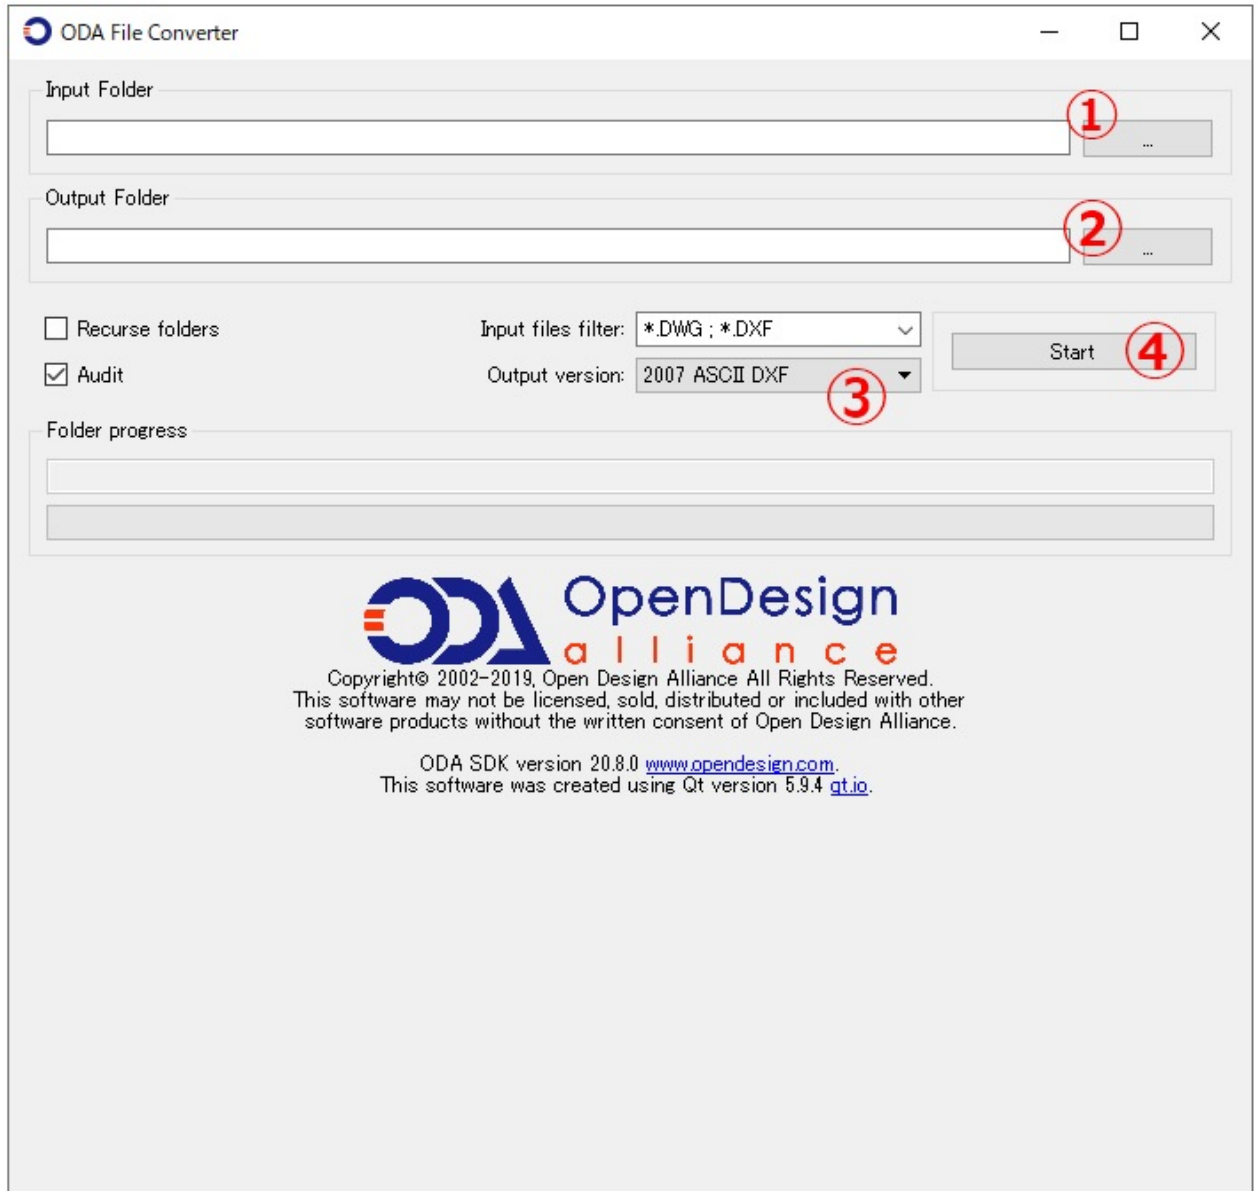 ODA File Converter
Input Folder
①
...
Output Folder
②
...
Recurse folders
Input files filter: *.DWG ; *.DXF
Start ④
Audit
Output version: 2007 ASCII DXF
③
Folder progress
ODA OpenDesign
alliance
Copyright© 2002-2019, Open Design Alliance All Rights Reserved.
This software may not be licensed, sold, distributed or included with other
software products without the written consent of Open Design Alliance.
ODA SDK version 20.8.0 www.opendesign.com.
This software was created using Qt version 5.9.4 qt.io.